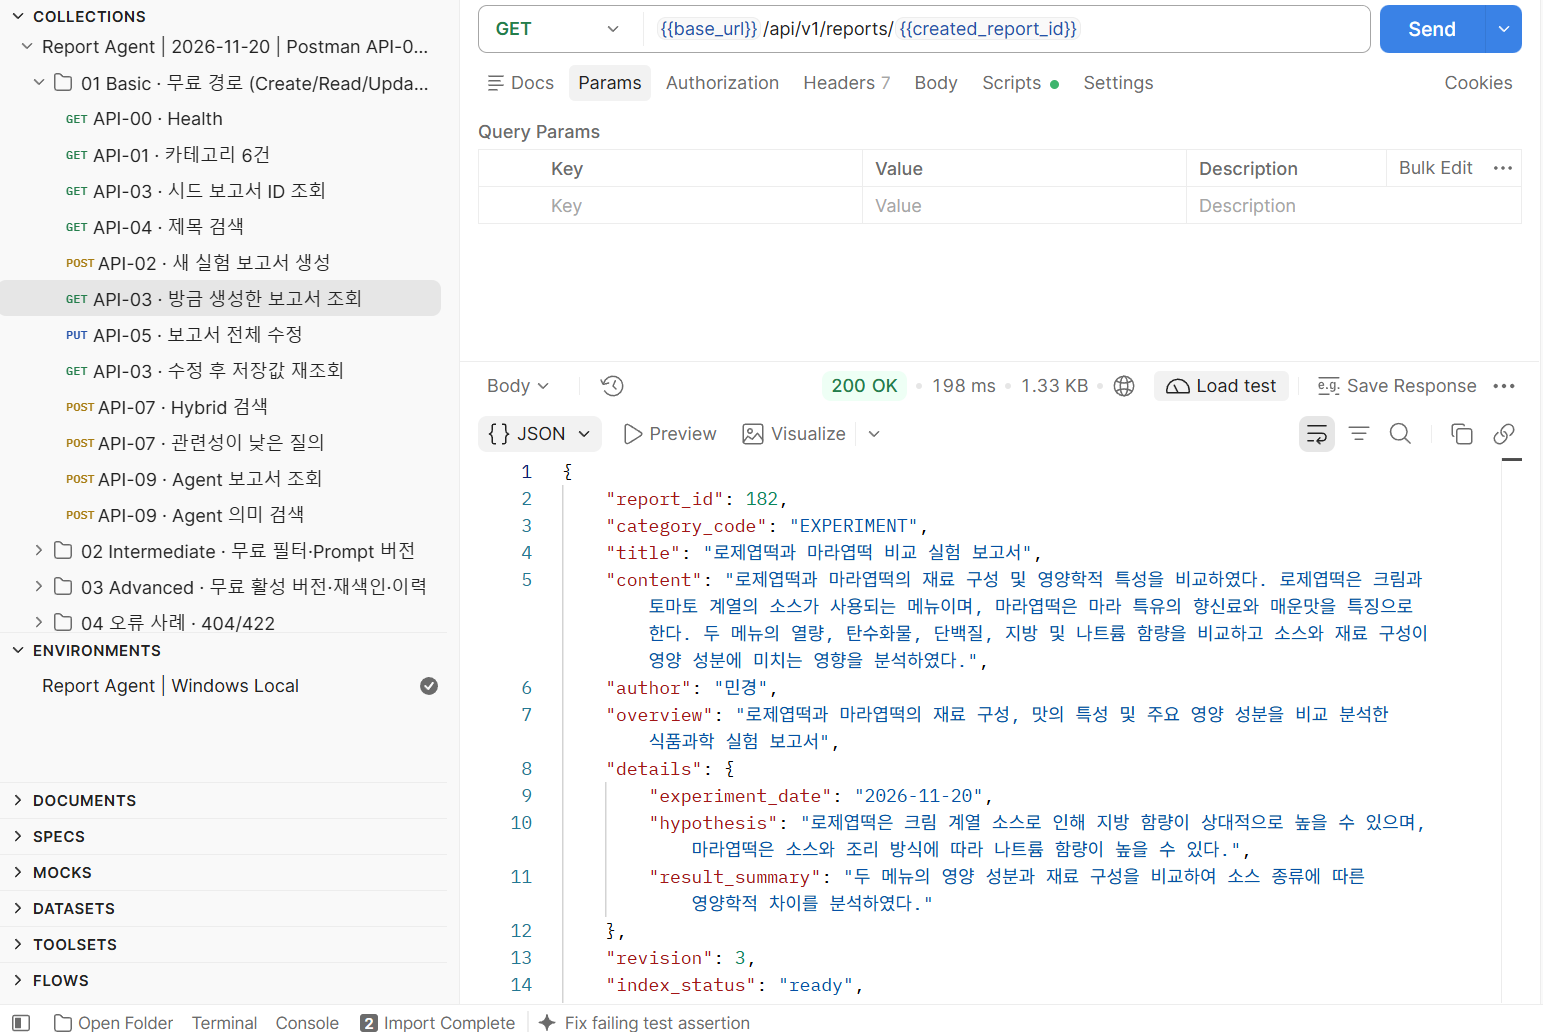 COLLECTIONS
Report Agent | 2026-11-20 | Postman API-0...
01 Basic · 무료 경로 (Create/Read/Upda...
GET API-00 · Health
GET API-01 · 카테고리 6건
GET API-03 · 시드 보고서 ID 조회
GET API-04 · 제목 검색
POST API-02 · 새 실험 보고서 생성
GET API-03 · 방금 생성한 보고서 조회
PUT API-05 · 보고서 전체 수정
GET API-03 · 수정 후 저장값 재조회
POST API-07 · Hybrid 검색
POST API-07 · 관련성이 낮은 질의
POST API-09 · Agent 보고서 조회
POST API-09 · Agent 의미 검색
02 Intermediate · 무료 필터·Prompt 버전
03 Advanced · 무료 활성 버전·재색인·이력
04 오류 사례 · 404/422
ENVIRONMENTS
Report Agent | Windows Local
DOCUMENTS
SPECS
MOCKS
DATASETS
TOOLSETS
FLOWS
GET {{base_url}} /api/v1/reports/ {{created_report_id}} Send
Docs Params Authorization Headers 7 Body Scripts Settings Cookies
Query Params
Key Value Description Bulk Edit ...
Key Value Description
Body 200 OK 198 ms 1.33 KB Load test e.g. Save Response ...
{} JSON Preview Visualize
1 {
2 "report_id": 182,
3 "category_code": "EXPERIMENT",
4 "title": "로제엽떡과 마라엽떡 비교 실험 보고서",
5 "content": "로제엽떡과 마라엽떡의 재료 구성 및 영양학적 특성을 비교하였다. 로제엽떡은 크림과
토마토 계열의 소스가 사용되는 메뉴이며, 마라엽떡은 마라 특유의 향신료와 매운맛을 특징으로
한다. 두 메뉴의 열량, 탄수화물, 단백질, 지방 및 나트륨 함량을 비교하고 소스와 재료 구성이
영양 성분에 미치는 영향을 분석하였다.",
6 "author": "민경",
7 "overview": "로제엽떡과 마라엽떡의 재료 구성, 맛의 특성 및 주요 영양 성분을 비교 분석한
식품과학 실험 보고서",
8 "details": {
9 "experiment_date": "2026-11-20",
10 "hypothesis": "로제엽떡은 크림 계열 소스로 인해 지방 함량이 상대적으로 높을 수 있으며,
마라엽떡은 소스와 조리 방식에 따라 나트륨 함량이 높을 수 있다.",
11 "result_summary": "두 메뉴의 영양 성분과 재료 구성을 비교하여 소스 종류에 따른
영양학적 차이를 분석하였다."
12 },
13 "revision": 3,
14 "index_status": "ready",
Open Folder Terminal Console 2 Import Complete Fix failing test assertion